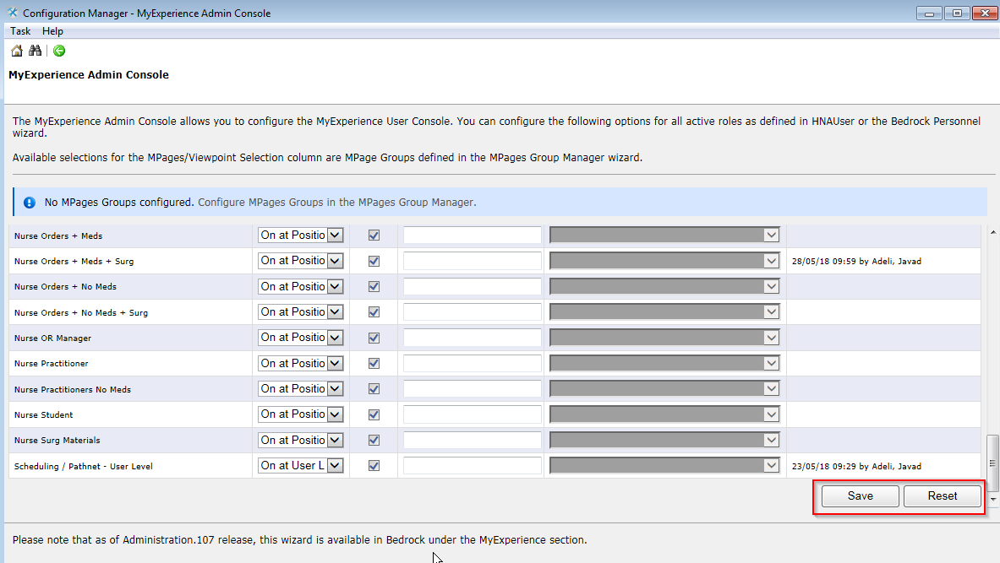 Configuration Manager - MyExperience Admin Console
Task Help
MyExperience Admin Console
The MyExperience Admin Console allows you to configure the MyExperience User Console. You can configure the following options for all active roles as defined in HNAUser or the Bedrock Personnel
wizard.
Available selections for the MPages/Viewpoint Selection column are MPage Groups defined in the MPages Group Manager wizard.
No MPages Groups configured. Configure MPages Groups in the MPages Group Manager.
Nurse Orders + Meds On at Positio
Nurse Orders + Meds + Surg On at Positio 28/05/18 09:59 by Adeli, Javad
Nurse Orders + No Meds On at Positio
Nurse Orders + No Meds + Surg On at Positio
Nurse OR Manager On at Positio
Nurse Practitioner On at Positio
Nurse Practitioners No Meds On at Positio
Nurse Student On at Positio
Nurse Surg Materials On at Positio
Scheduling / Pathnet - User Level On at User L 23/05/18 09:29 by Adeli, Javad
Save Reset
Please note that as of Administration.107 release, this wizard is available in Bedrock under the MyExperience section.